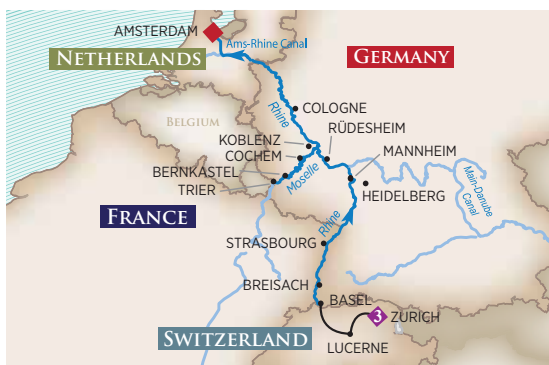 AMSTERDAM
Ams-Rhine Canal
NETHERLANDS
GERMANY
COLOGNE
Rhine
BELGIUM
KOBLENZ
RÜDESHEIM
COCHEM
MANNHEIM
BERNKASTEL
Moselle
TRIER
HEIDELBERG
Main-Danube
Canal
FRANCE
Rhine
STRASBOURG
BREISACH
BASEL
3
ZURICH
SWITZERLAND
LUCERNE